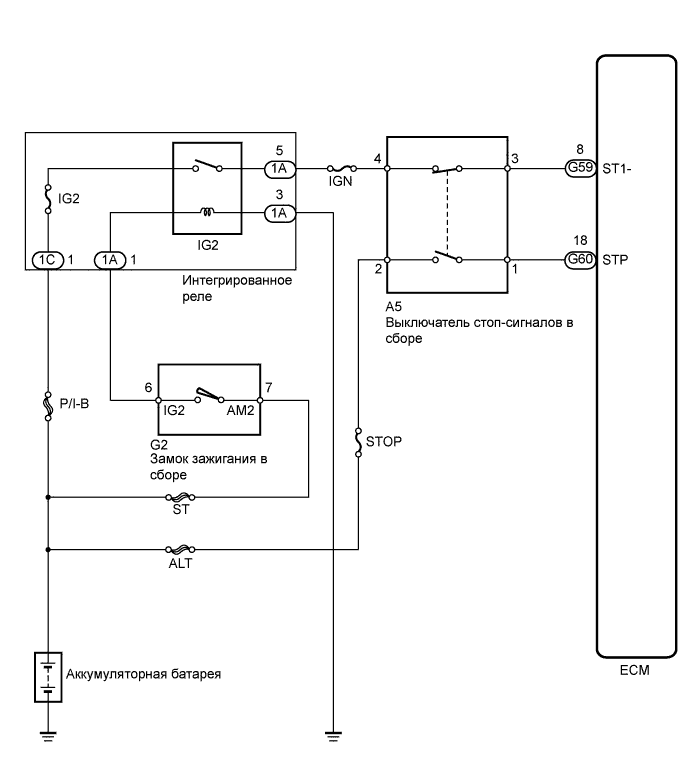 5
4
3
8
1A
IGN
G59
ST1-
IG2
3
1A
18
IG2
1C
1
1A
1
2
1
G60
STP
Интегрированное
реле
A5
Выключатель стоп-сигналов в
сборе
6
7
P/I-B
IG2
AM2
STOP
G2
Замок зажигания в
сборе
ST
ALT
ECM
Аккумуляторная батарея